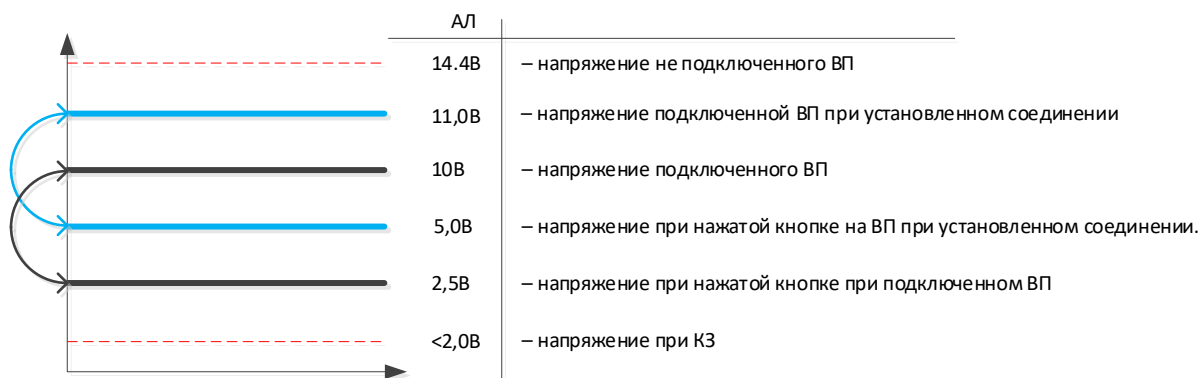 АЛ
14.4В – напряжение не подключенного ВП
11,0В – напряжение подключенной ВП при установленном соединении
10В – напряжение подключенного ВП
5,0В – напряжение при нажатой кнопке на ВП при установленном соединении.
2,5В – напряжение при нажатой кнопке при подключенном ВП
<2,0В – напряжение при КЗ